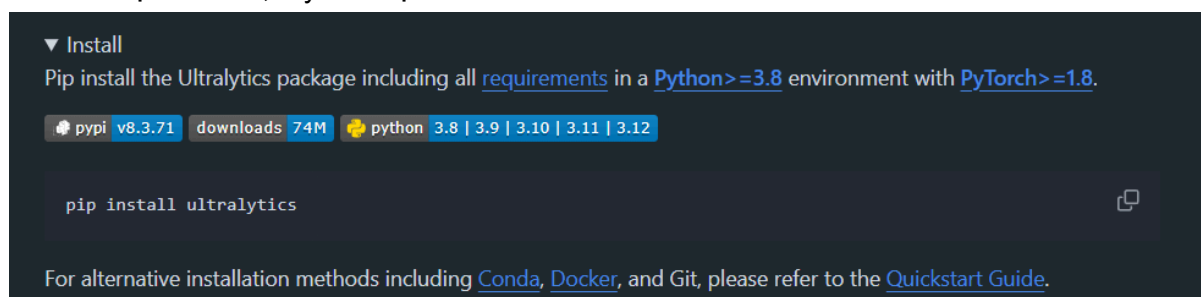 ▼ Install
Pip install the Ultralytics package including all requirements in a Python>=3.8 environment with PyTorch>=1.8.
pypi v8.3.71 downloads 74M python 3.8 | 3.9 | 3.10 | 3.11 | 3.12
pip install ultralytics
For alternative installation methods including Conda, Docker, and Git, please refer to the Quickstart Guide.